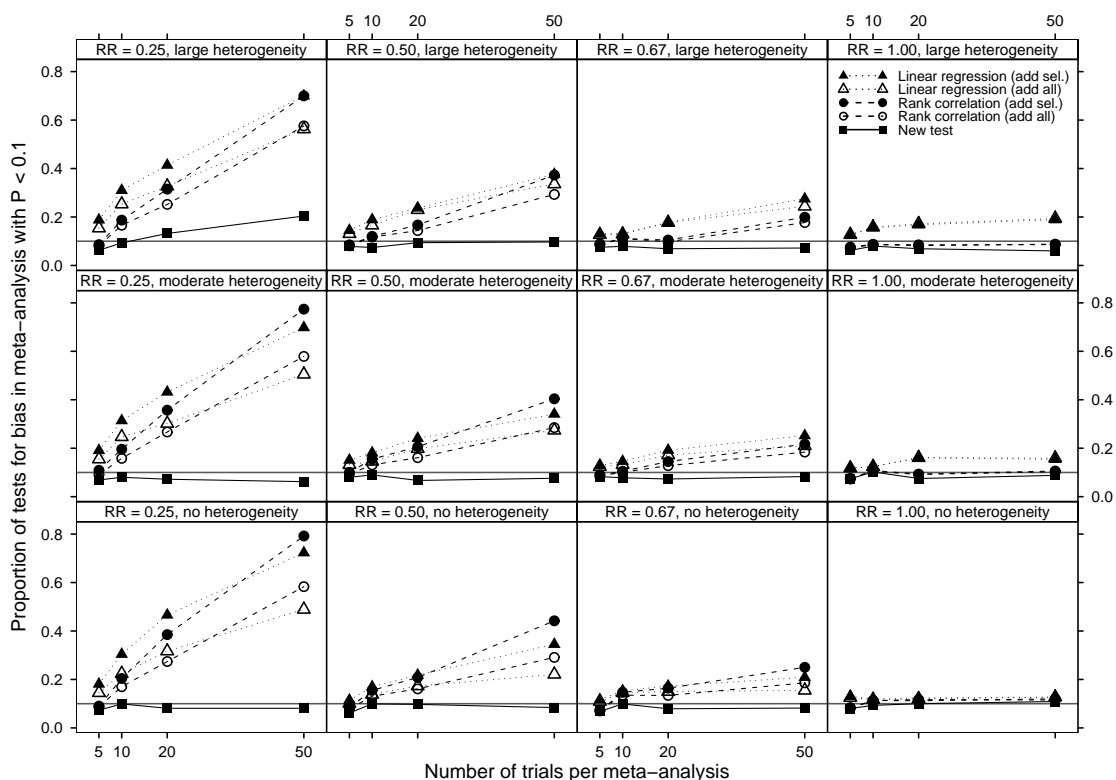 5 10 20 50 5 10 20 50
RR = 0.25, large heterogeneity RR = 0.50, large heterogeneity RR = 0.67, large heterogeneity RR = 1.00, large heterogeneity
0.8
0.6
0.4
0.2
0.0
Linear regression (add sel.)
Linear regression (add all)
Rank correlation (add sel.)
Rank correlation (add all)
New test
RR = 0.25, moderate heterogeneity RR = 0.50, moderate heterogeneity RR = 0.67, moderate heterogeneity RR = 1.00, moderate heterogeneity
0.8
0.6
0.4
0.2
0.0
RR = 0.25, no heterogeneity RR = 0.50, no heterogeneity RR = 0.67, no heterogeneity RR = 1.00, no heterogeneity
0.8
0.6
0.4
0.2
0.0
5 10 20 50 5 10 20 50
Number of trials per meta−analysis
Proportion of tests for bias in meta−analysis with P < 0.1